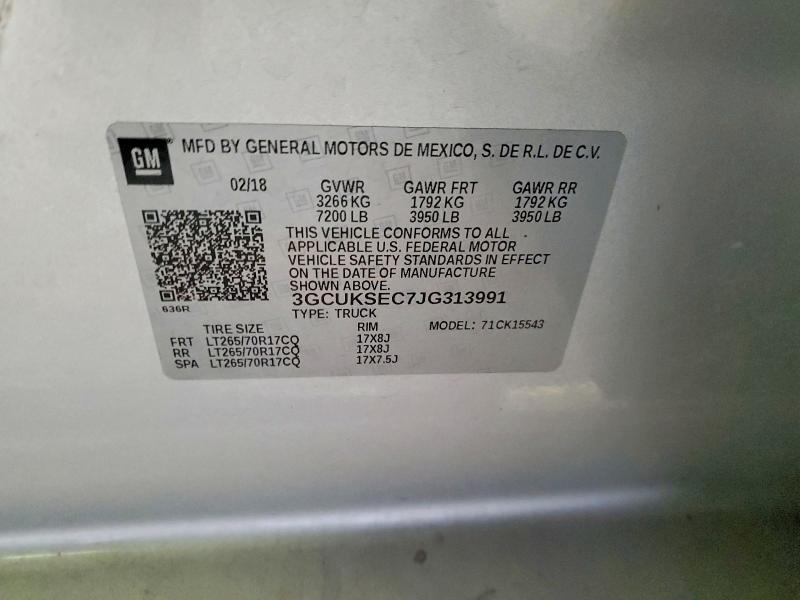 GM ® MFD BY GENERAL MOTORS DE MEXICO, S. DE R.L. DE C.V.
02/18 GVWR GAWR FRT GAWR RR
3266 KG 1792 KG 1792 KG
7200 LB 3950 LB 3950 LB
THIS VEHICLE CONFORMS TO ALL
APPLICABLE U.S. FEDERAL MOTOR
VEHICLE SAFETY STANDARDS IN EFFECT
ON THE DATE OF MANUFACTURE
SHOWN ABOVE.
636R
3GCUKSEC7JG313991
TYPE: TRUCK
MODEL: 71CK15543
TIRE SIZE RIM
FRT LT265/70R17CQ 17X8J
RR LT265/70R17CQ 17X8J
SPA LT265/70R17CQ 17X7.5J